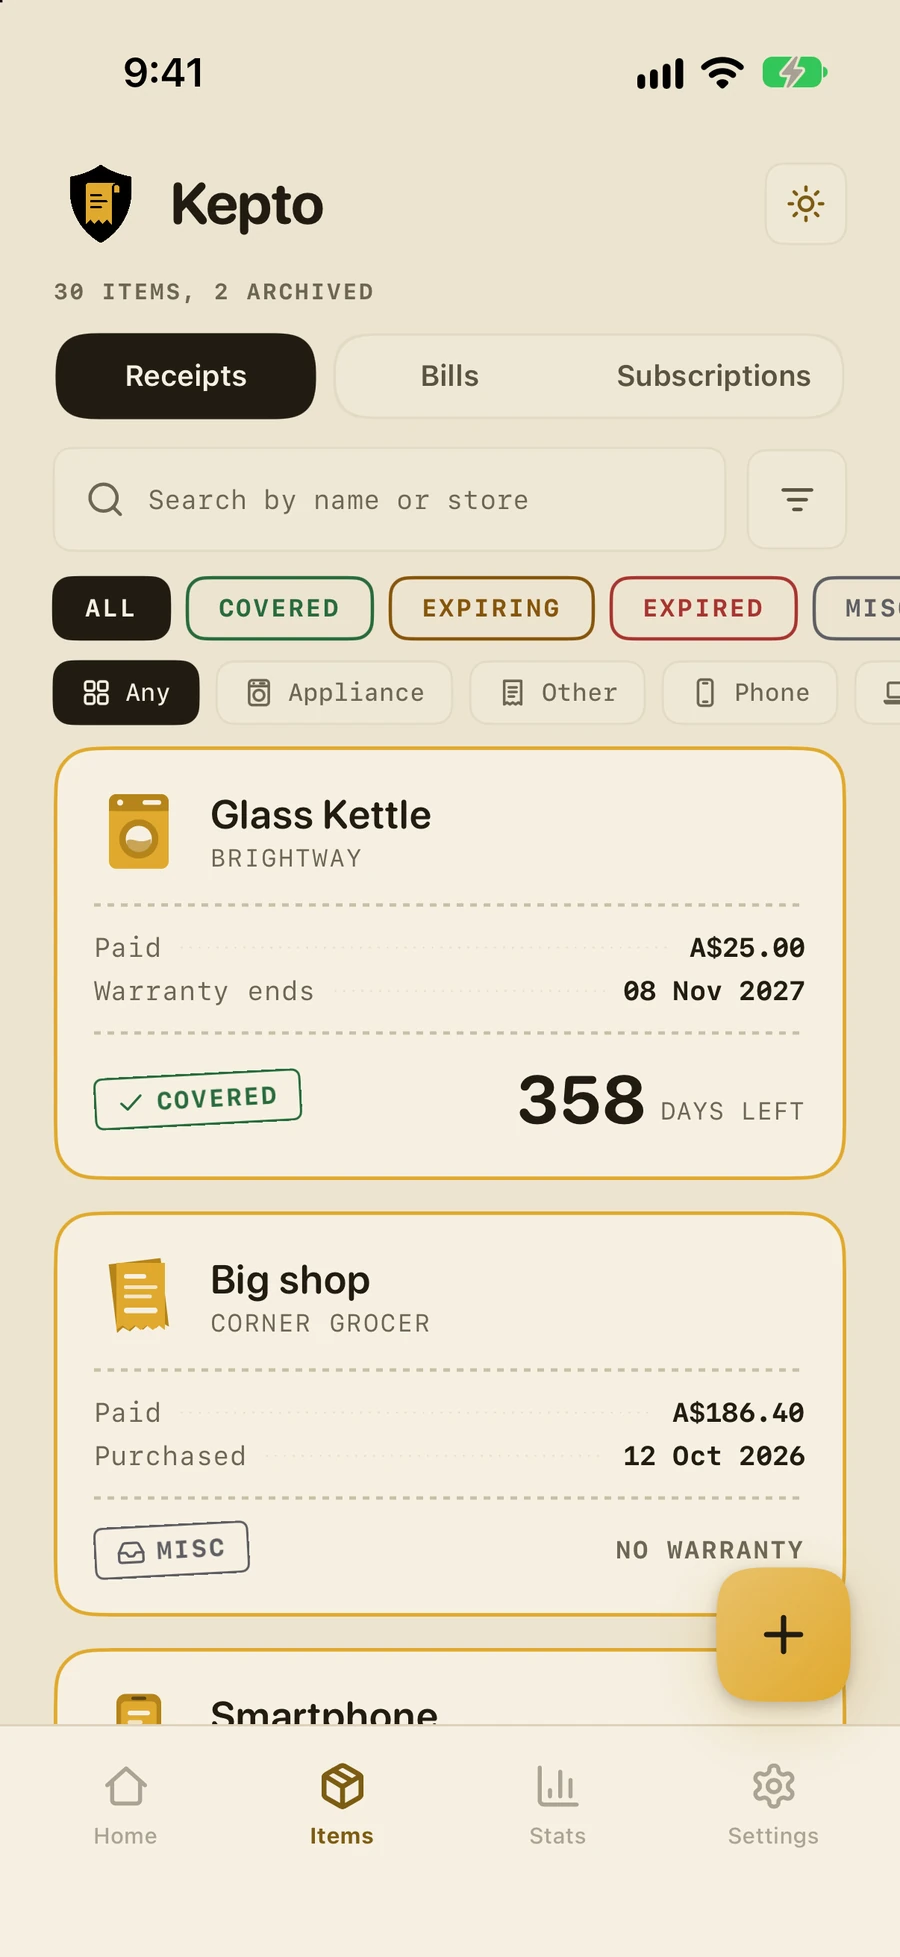 9:41
Kepto
30 ITEMS, 2 ARCHIVED
Receipts Bills Subscriptions
Search by name or store
ALL COVERED EXPIRING EXPIRED
Any Appliance Other Phone
Glass Kettle
BRIGHTWAY
Paid A$25.00
Warranty ends 08 Nov 2027
COVERED 358 DAYS LEFT
Big shop
CORNER GROCER
Paid A$186.40
Purchased 12 Oct 2026
MISC NO WARRANTY
Smartphone
Home Items Stats Settings